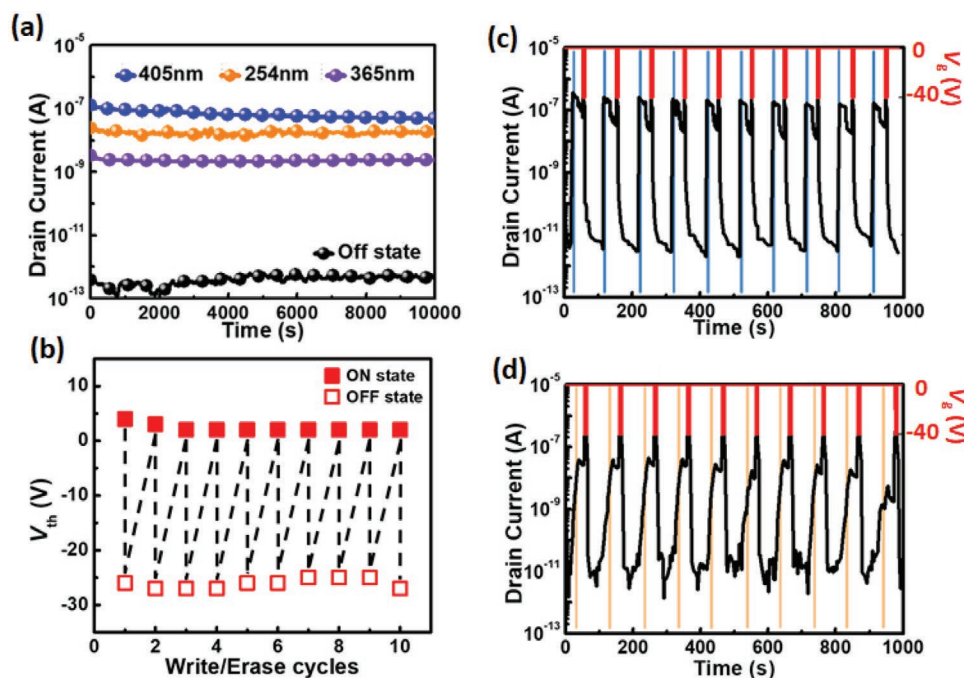 (a)
10⁻⁵
10⁻⁷
10⁻⁹
10⁻¹¹
10⁻¹³
Drain Current (A)
405nm 254nm 365nm
Off state
0 2000 4000 6000 8000 10000
Time (s)
(b)
10
0
-10
-20
-30
Vth (V)
ON state
OFF state
0 2 4 6 8 10
Write/Erase cycles
(c)
10⁻⁵
10⁻⁷
10⁻⁹
10⁻¹¹
10⁻¹³
Drain Current (A)
0
-40
Vg (V)
0 200 400 600 800 1000
Time (s)
(d)
10⁻⁵
10⁻⁷
10⁻⁹
10⁻¹¹
10⁻¹³
Drain Current (A)
0
-40
Vg (V)
0 200 400 600 800 1000
Time (s)